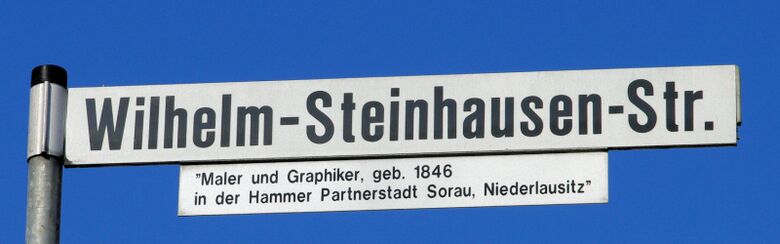 Wilhelm-Steinhausen-Str.
"Maler und Graphiker, geb. 1846
in der Hammer Partnerstadt Sorau, Niederlausitz"